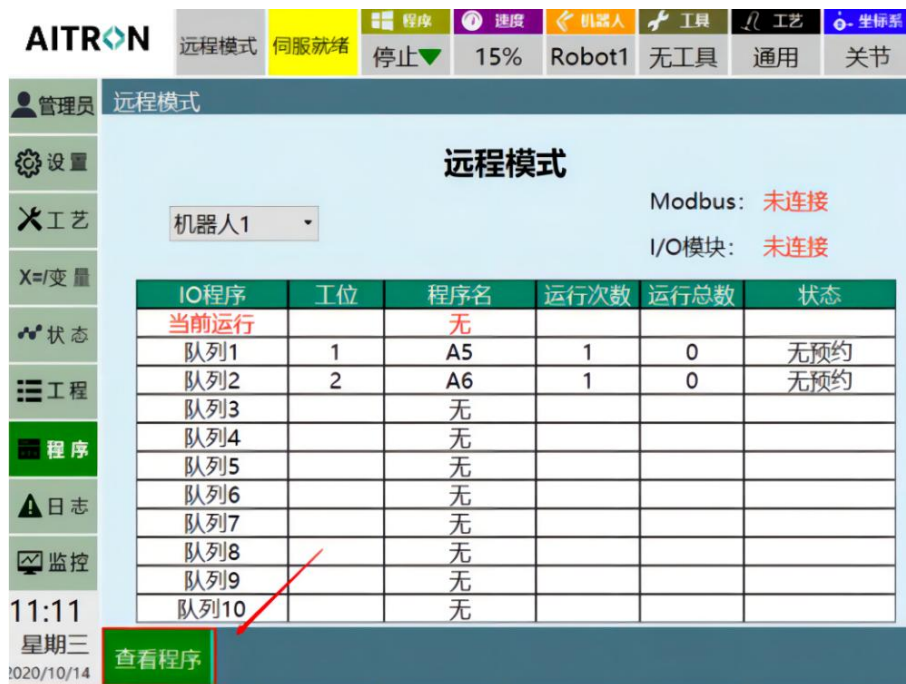 AITRON
远程模式
伺服就绪
程序
停止
速度
15%
机器人
Robot1
工具
无工具
工艺
通用
坐标系
关节
管理员
设置
工艺
X=/变量
状态
工程
程序
日志
监控
11:11
星期三
2020/10/14
远程模式
远程模式
机器人1
Modbus: 未连接
I/O模块: 未连接
IO程序 工位 程序名 运行次数 运行总数 状态
当前运行 无
队列1 1 A5 1 0 无预约
队列2 2 A6 1 0 无预约
队列3 无
队列4 无
队列5 无
队列6 无
队列7 无
队列8 无
队列9 无
队列10 无
查看程序